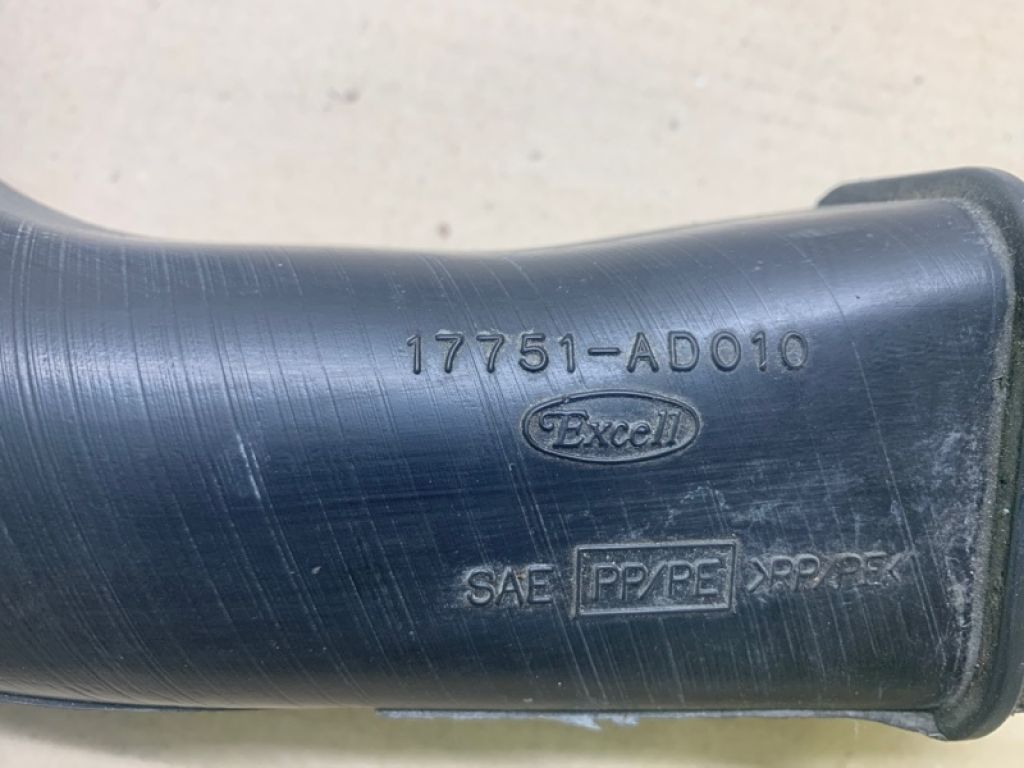 17751-AD010
Excell
SAE PP/PE >PP/PE<